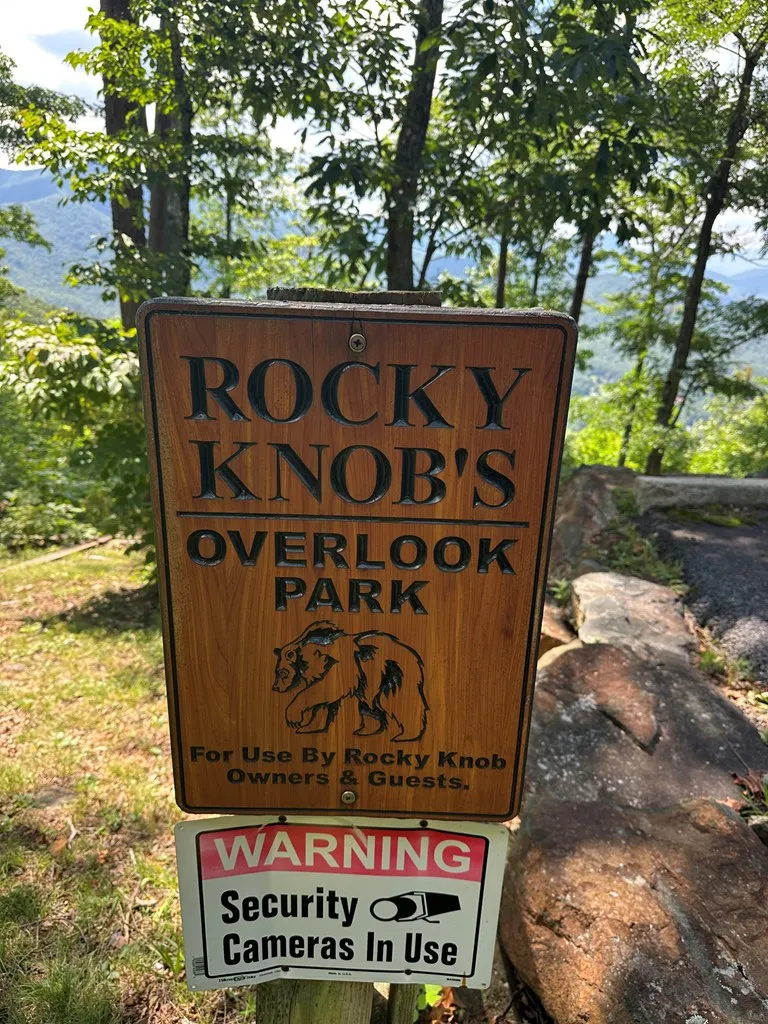 ROCKY
KNOB'S
OVERLOOK
PARK
For Use By Rocky Knob
Owners & Guests.
WARNING
Security
Cameras In Use